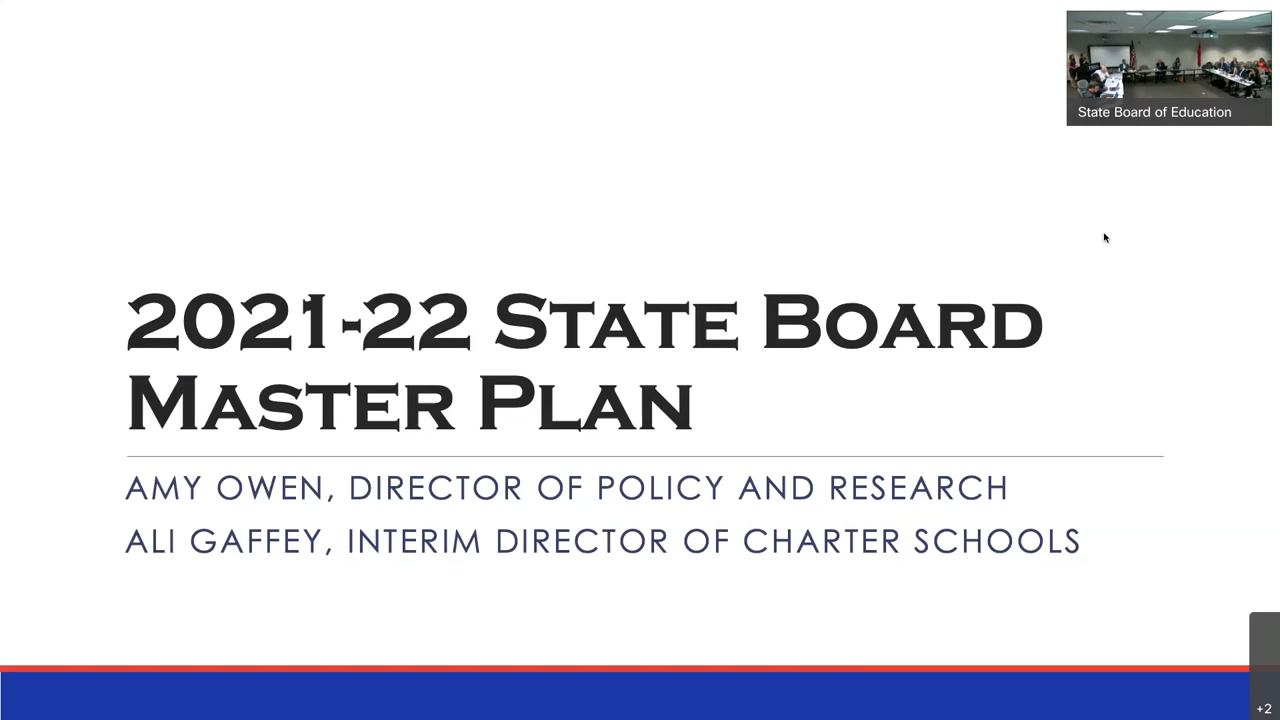 State Board of Education
2021-22 State Board
Master Plan
AMY OWEN, DIRECTOR OF POLICY AND RESEARCH
ALI GAFFEY, INTERIM DIRECTOR OF CHARTER SCHOOLS
+2